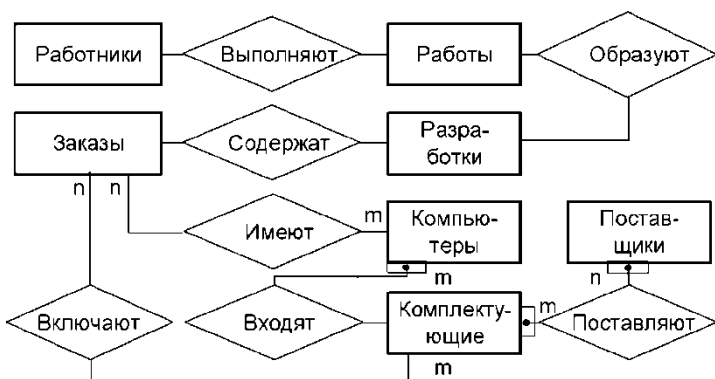 Работники
Выполняют
Работы
Образуют
Заказы
Содержат
Разра-
ботки
n
n
Имеют
m
Компью-
теры
Постав-
щики
m
n
Включают
Входят
Комплекту-
ющие
m
Поставляют
m